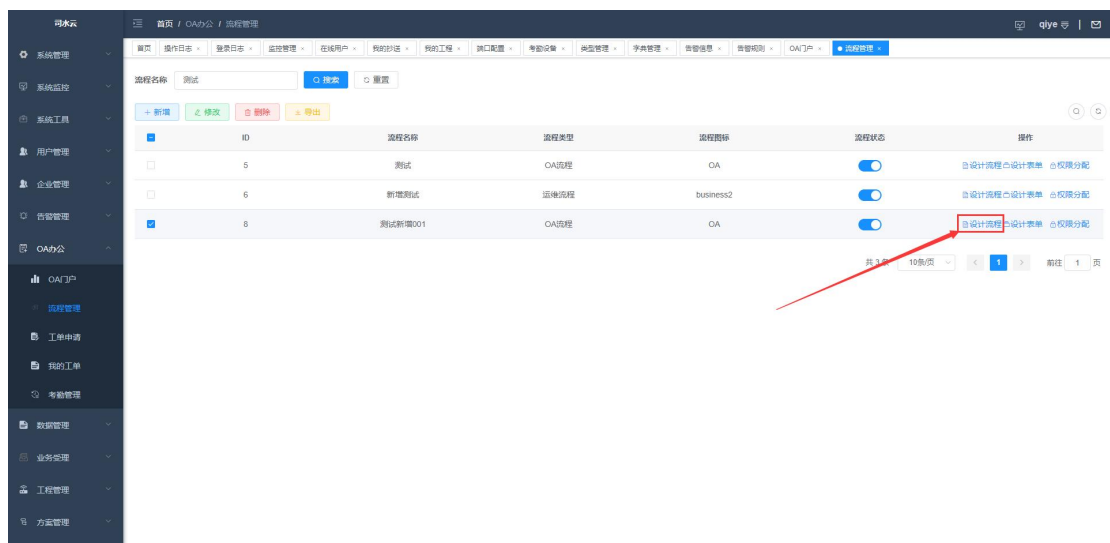 司水云
首页 / OA办公 / 流程管理
qiye
首页 操作日志 × 登录日志 × 监控管理 × 在线用户 × 我的抄送 × 我的工程 × 端口配置 × 考勤设备 × 类型管理 × 字典管理 × 告警信息 × 告警规则 × OA门户 × 流程管理 ×
系统管理
系统监控
系统工具
用户管理
企业管理
告警管理
OA办公
OA门户
流程管理
工单申请
我的工单
考勤管理
数据管理
业务受理
工程管理
方案管理
流程名称 测试 搜索 重置
+ 新增 修改 删除 导出
ID 流程名称 流程类型 流程图标 流程状态 操作
5 测试 OA流程 OA 设计流程 设计表单 权限分配
6 新增测试 运维流程 business2 设计流程 设计表单 权限分配
8 测试新增001 OA流程 OA 设计流程 设计表单 权限分配
共 3 条 10条/页 < 1 > 前往 1 页